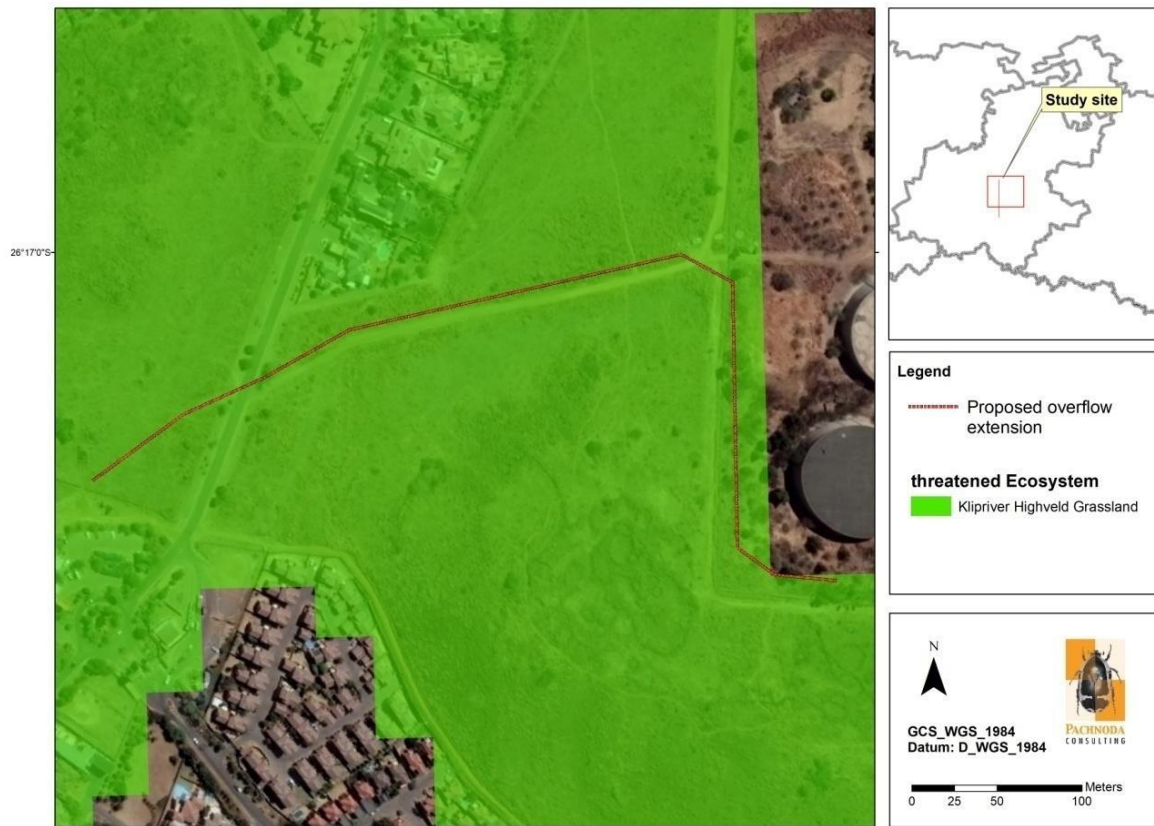 26°17'0"S
Study site
Legend
Proposed overflow
extension
threatened Ecosystem
Klipriver Highveld Grassland
N
GCS_WGS_1984
Datum: D_WGS_1984
PACHNODA
CONSULTING
Meters
0 25 50 100